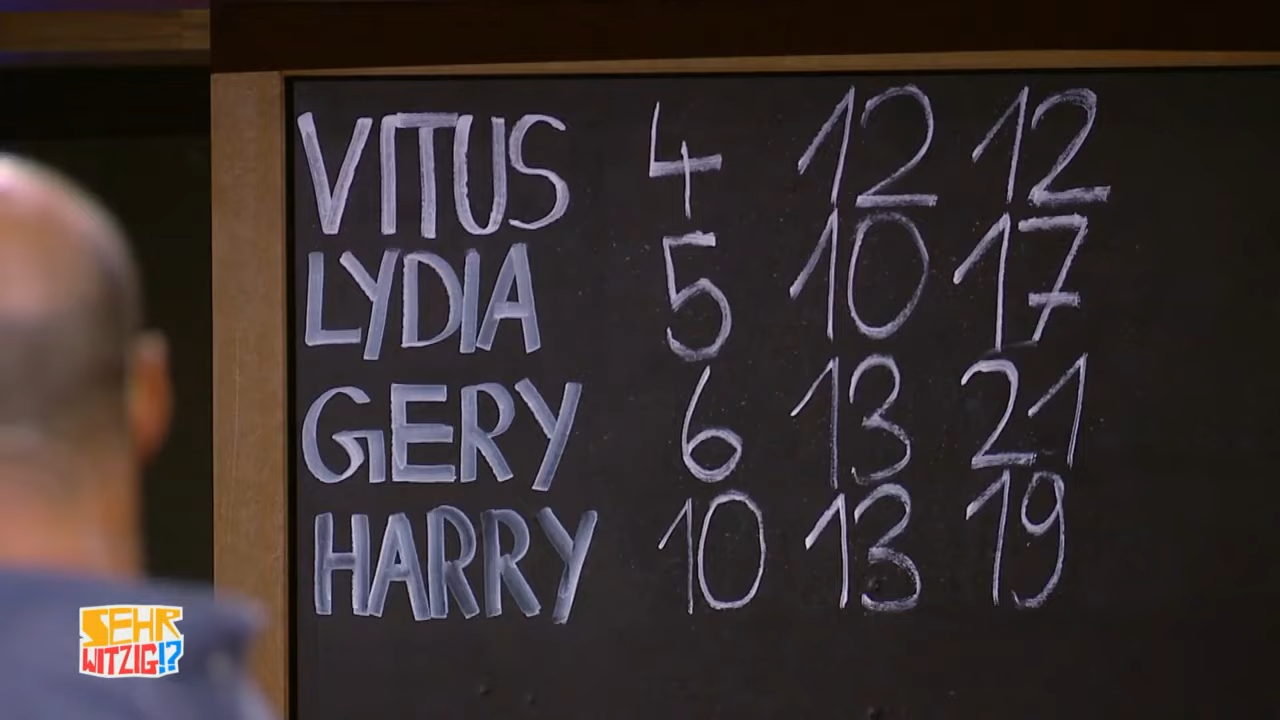 VITUS 4 12 12
LYDIA 5 10 17
GERY 6 13 21
HARRY 10 13 19
SEHR
WITZIG!?